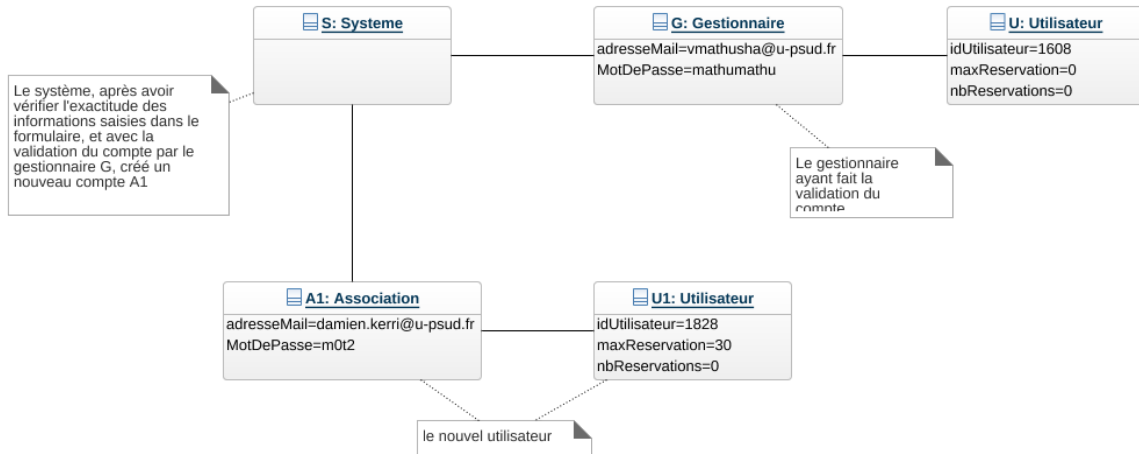 S: Systeme
G: Gestionnaire
adresseMail=vmathusha@u-psud.fr
MotDePasse=mathumathu
U: Utilisateur
idUtilisateur=1608
maxReservation=0
nbReservations=0
Le système, après avoir
vérifier l'exactitude des
informations saisies dans le
formulaire, et avec la
validation du compte par le
gestionnaire G, créé un
nouveau compte A1
Le gestionnaire
ayant fait la
validation du
compte
A1: Association
adresseMail=damien.kerri@u-psud.fr
MotDePasse=m0t2
U1: Utilisateur
idUtilisateur=1828
maxReservation=30
nbReservations=0
le nouvel utilisateur